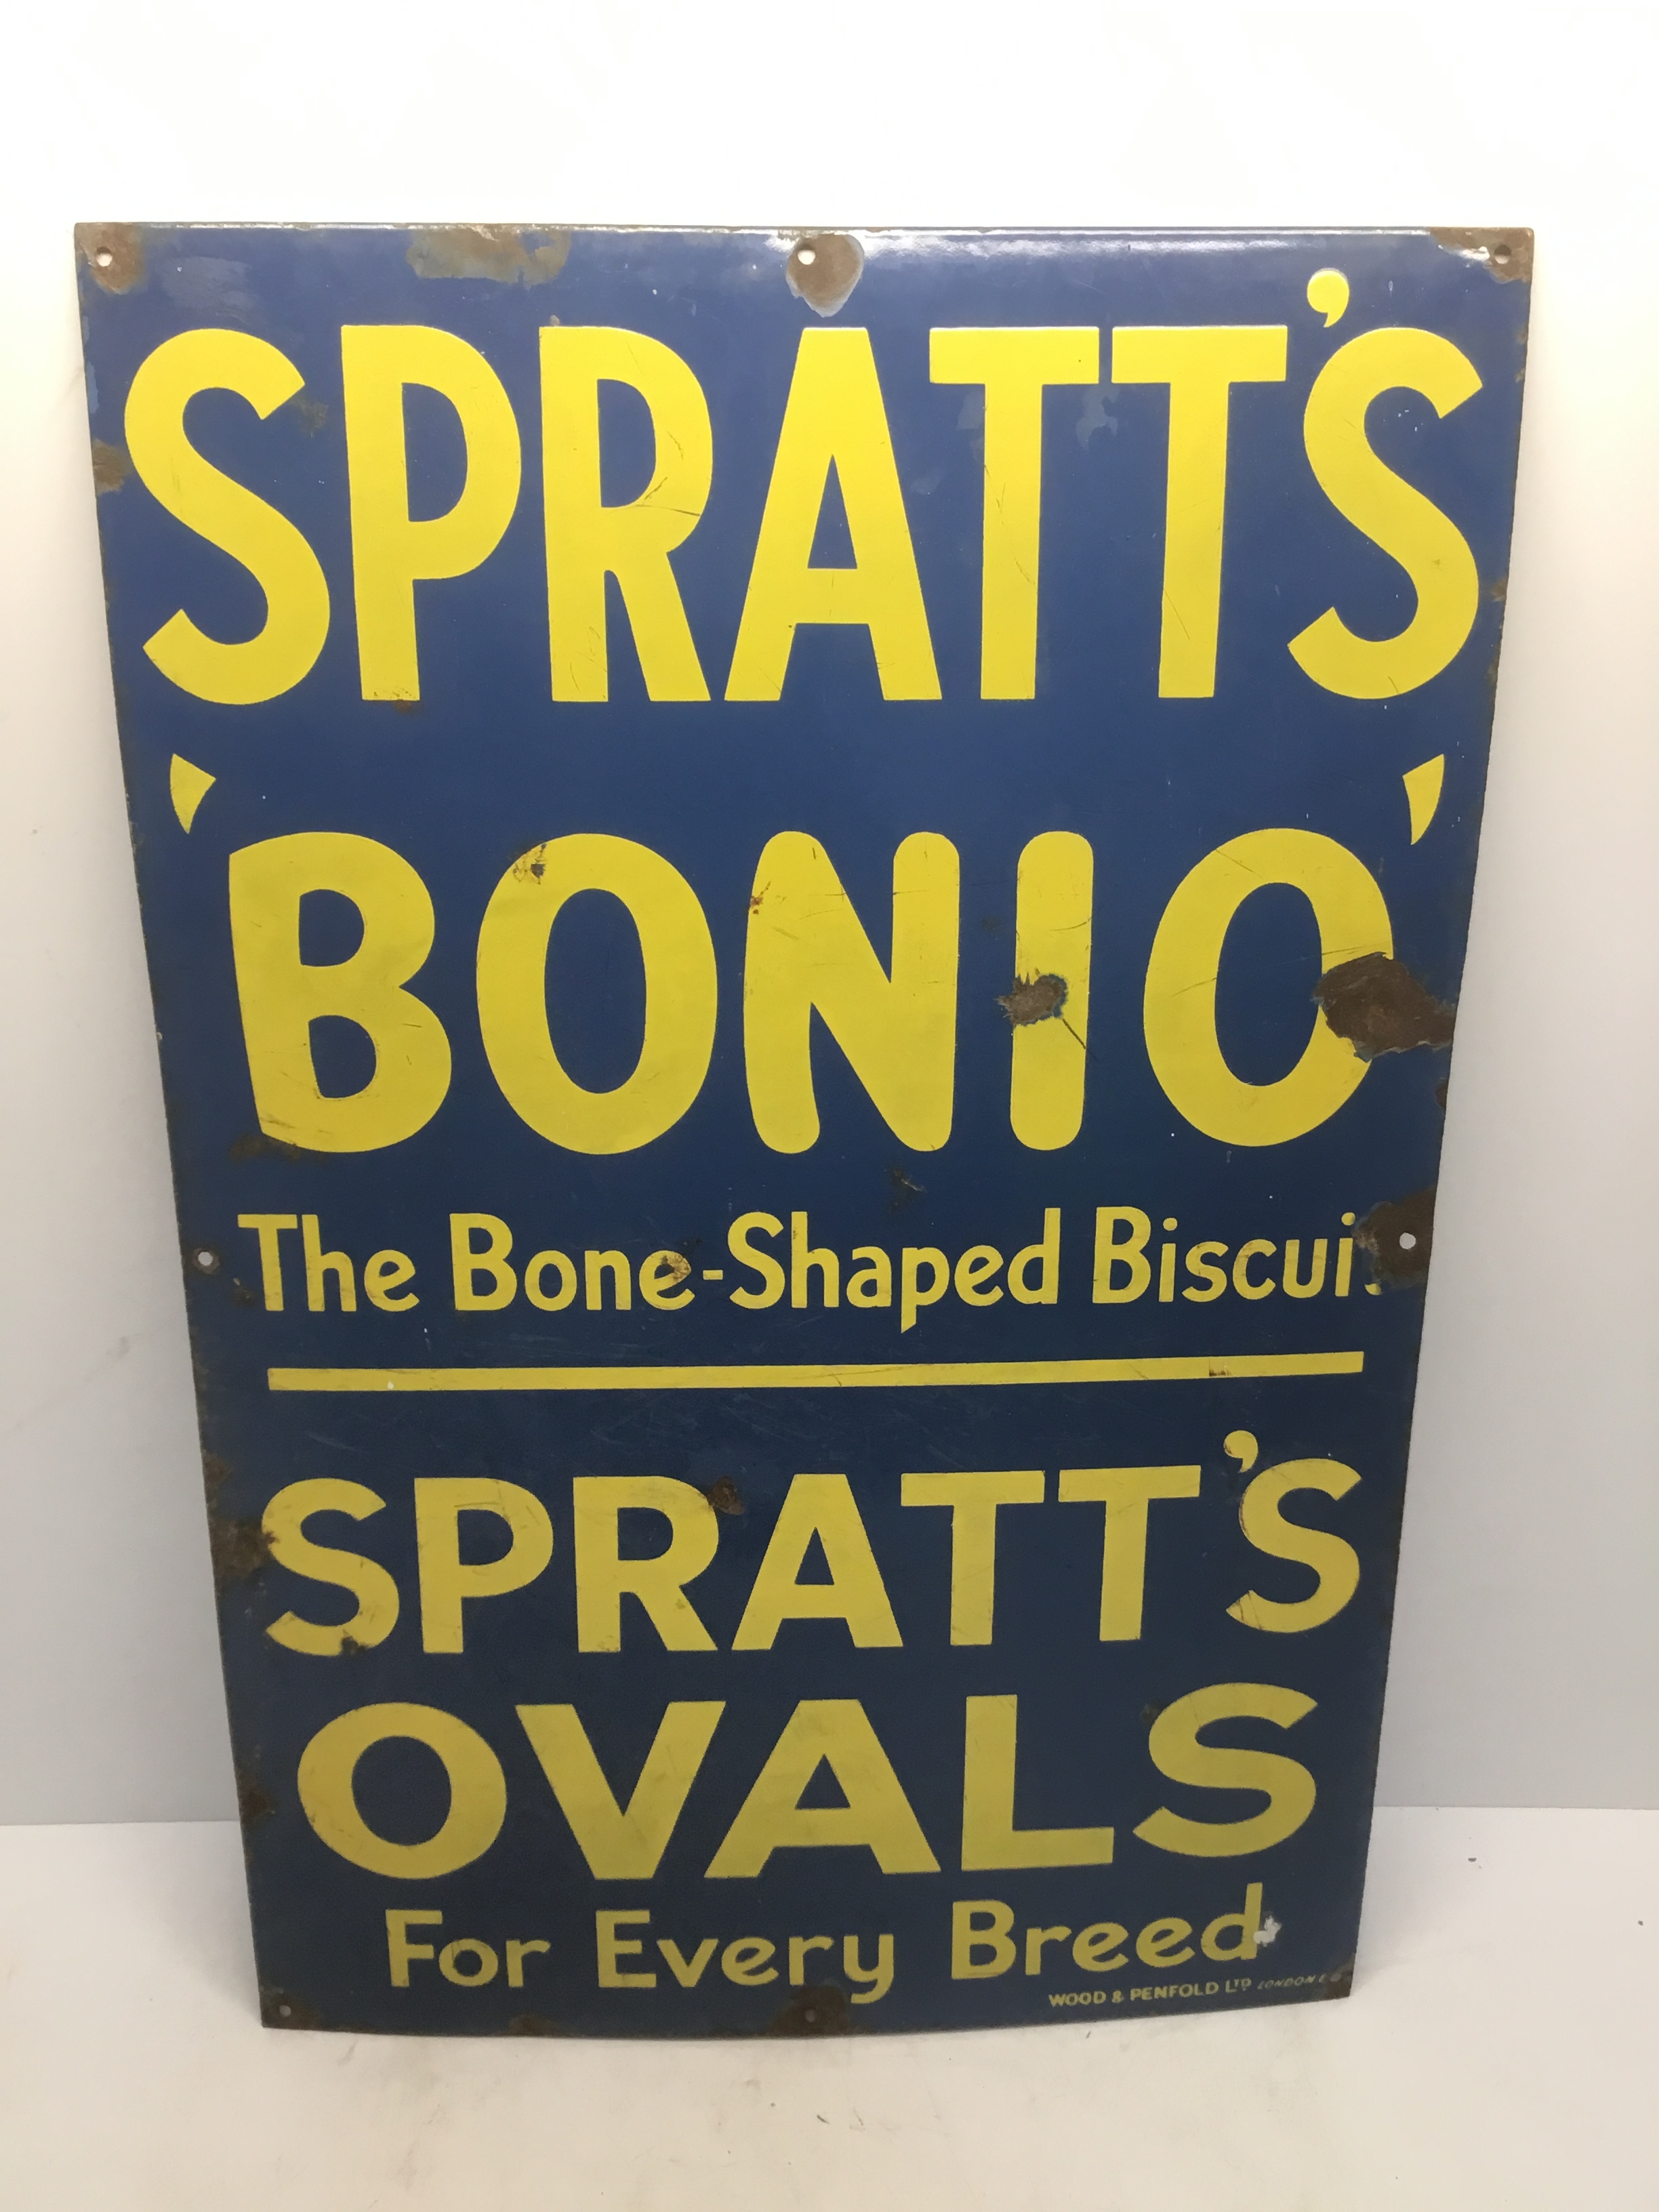 SPRATT'S
'BONIO'
The Bone-Shaped Biscui
SPRATT'S
OVALS
For Every Breed
WOOD & PENFOLD LTD LONDON E